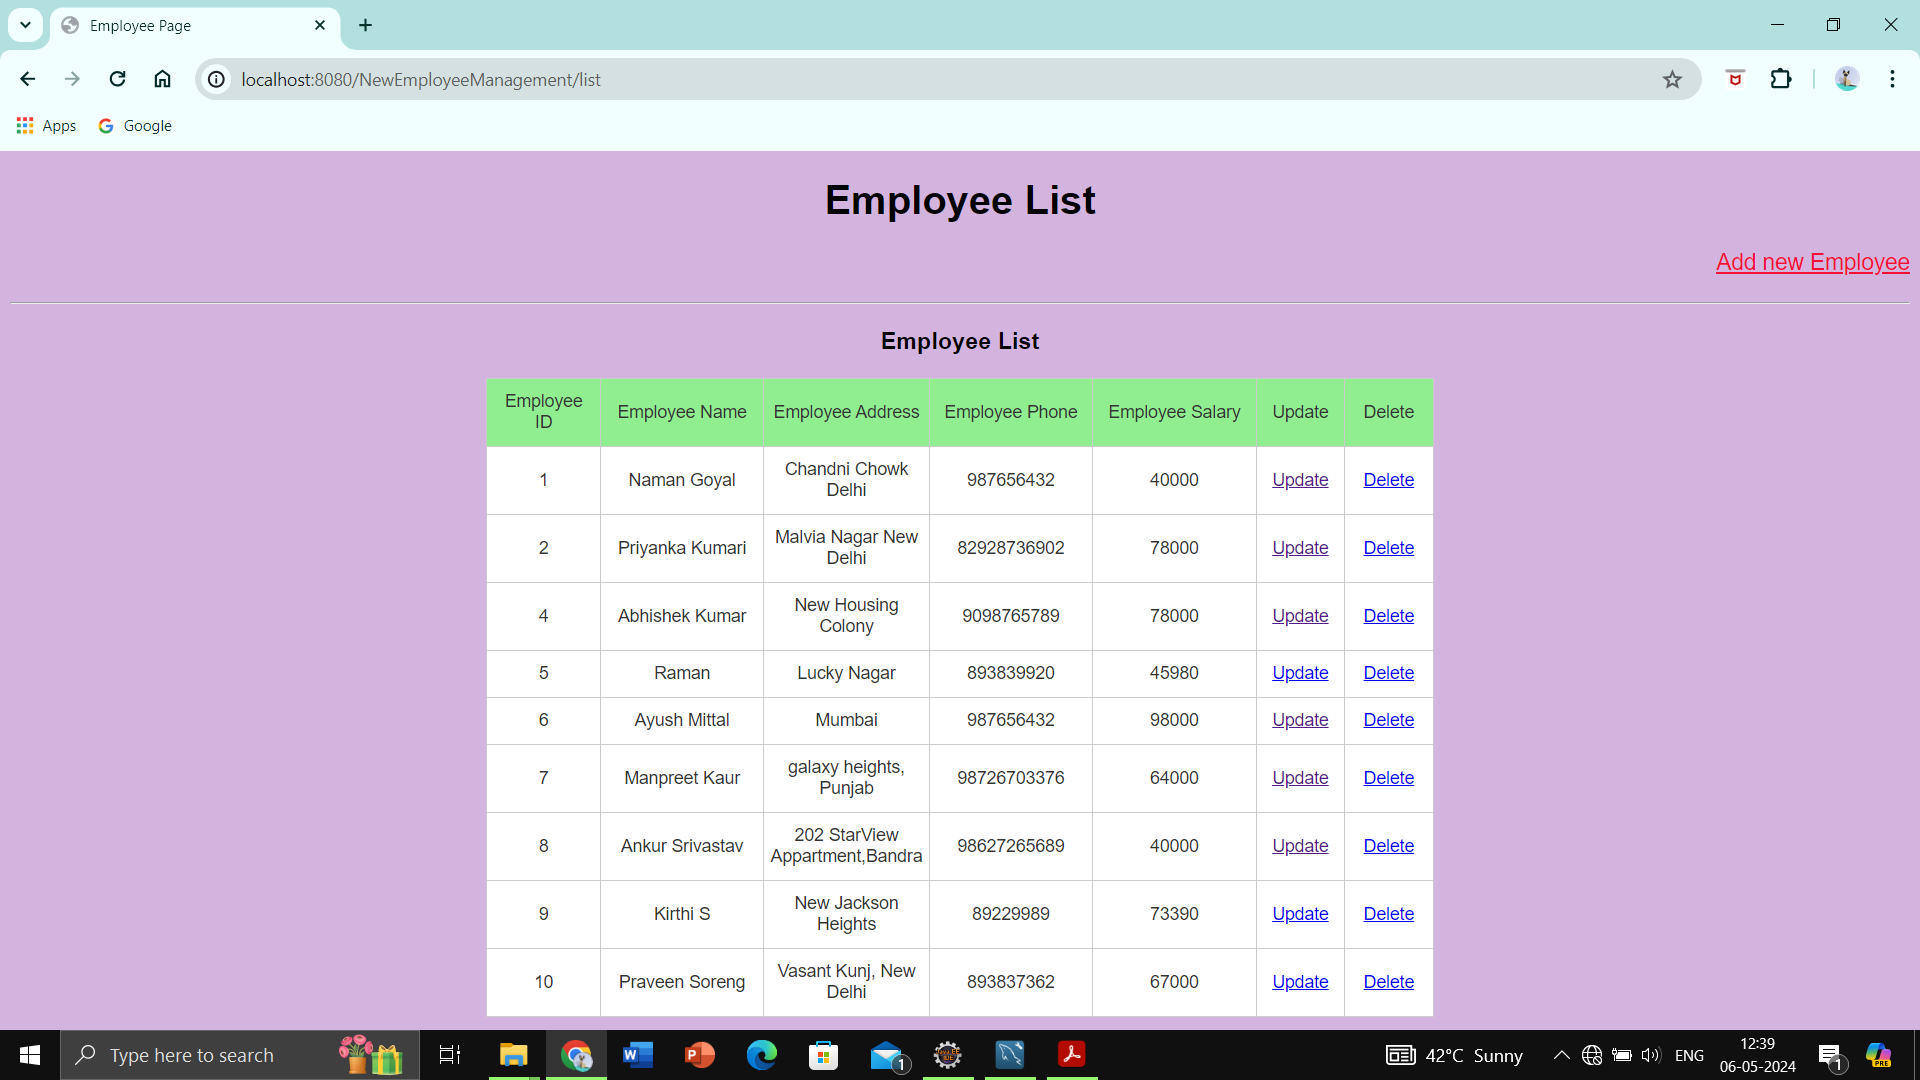 Employee Page
localhost:8080/NewEmployeeManagement/list
Apps Google
Employee List
Add new Employee
Employee List
Employee
ID
Employee Name
Employee Address
Employee Phone
Employee Salary
Update
Delete
1
Naman Goyal
Chandni Chowk
Delhi
987656432
40000
Update
Delete
2
Priyanka Kumari
Malvia Nagar New
Delhi
82928736902
78000
Update
Delete
4
Abhishek Kumar
New Housing
Colony
9098765789
78000
Update
Delete
5
Raman
Lucky Nagar
893839920
45980
Update
Delete
6
Ayush Mittal
Mumbai
987656432
98000
Update
Delete
7
Manpreet Kaur
galaxy heights,
Punjab
98726703376
64000
Update
Delete
8
Ankur Srivastav
202 StarView
Appartment,Bandra
98627265689
40000
Update
Delete
9
Kirthi S
New Jackson
Heights
89229989
73390
Update
Delete
10
Praveen Soreng
Vasant Kunj, New
Delhi
893837362
67000
Update
Delete
Type here to search
W
P
1
42°C Sunny
ENG
12:39
06-05-2024
1
PRE